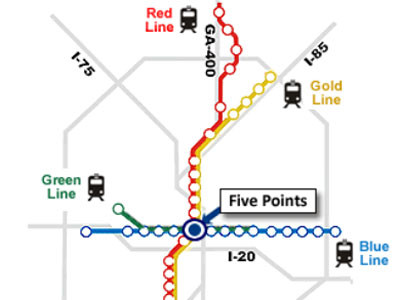 Red
Line
GA-400
I-75
I-85
Gold
Line
Green
Line
Five Points
I-20
Blue
Line